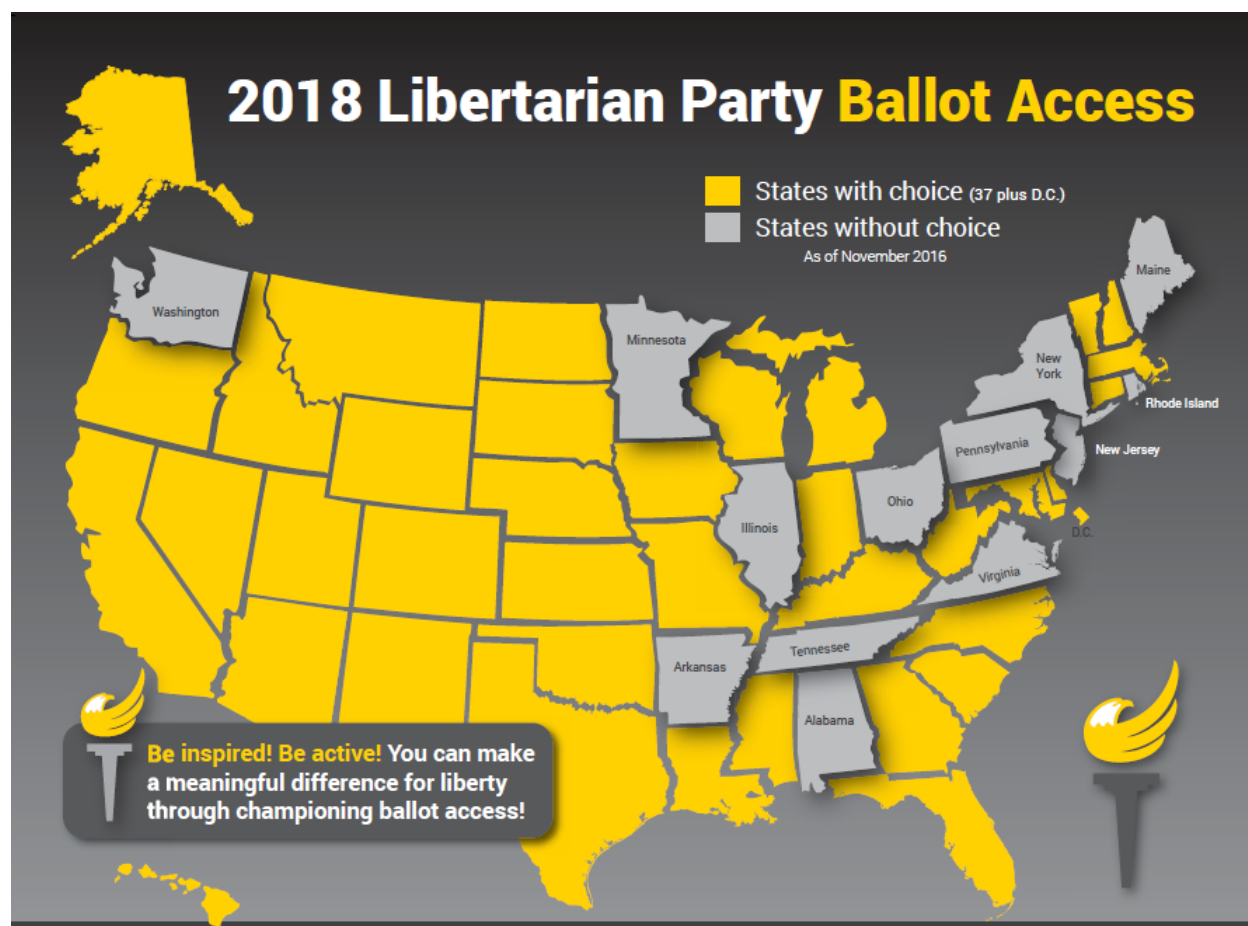 2018 Libertarian Party Ballot Access
States with choice (37 plus D.C.)
States without choice
As of November 2016
Maine
Washington
Minnesota
New
York
Rhode Island
Pennsylvania
New Jersey
Ohio
Illinois
D.C.
Virginia
Tennessee
Arkansas
Alabama
Be inspired! Be active! You can make
a meaningful difference for liberty
through championing ballot access!